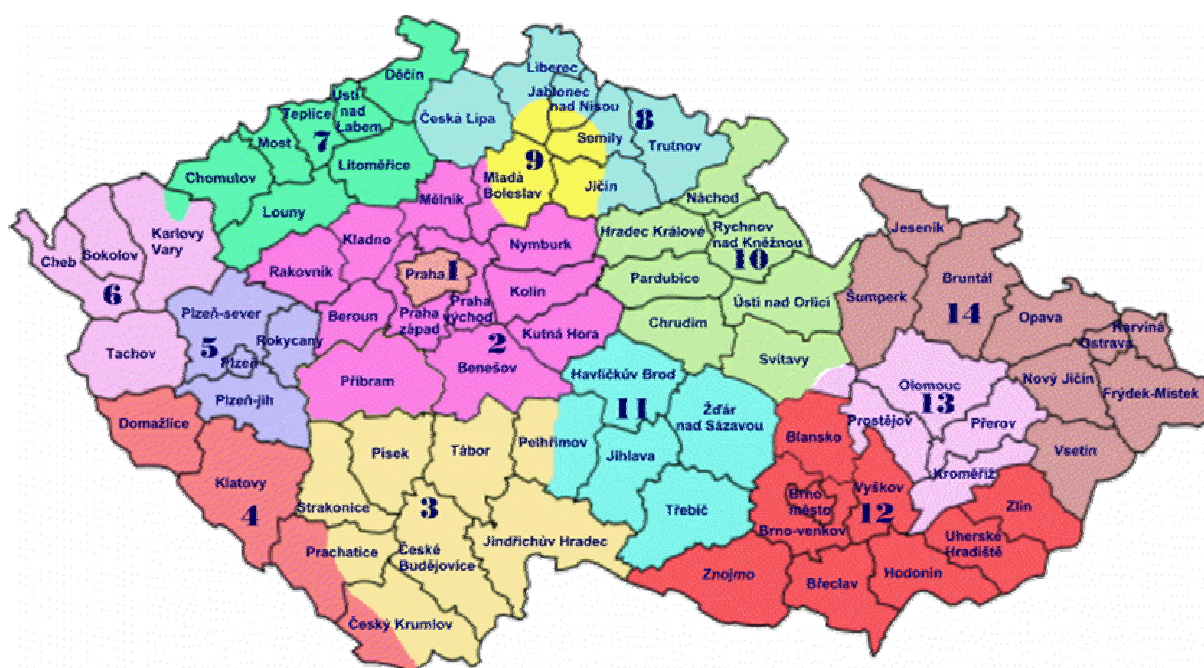 Děčín
Liberec
Ústí
nad
Labem
Jablonec
nad Nisou
Teplice
7
Česká Lípa
8
Most
Semily
Trutnov
Litoměřice
9
Chomutov
Mladá
Boleslav
Jičín
Mělník
Náchod
Louny
Karlovy
Vary
Kladno
Nymburk
Hradec Králové
Rychnov
nad Kněžnou
Jeseník
Sokolov
Cheb
6
Rakovník
Praha
1
10
Bruntál
14
Pardubice
Kolín
Šumperk
Ústí nad Orlicí
Opava
Plzeň-sever
Beroun
Praha
západ
Praha
východ
Karviná
Ostrava
Rokycany
Kutná Hora
Chrudim
5
Plzeň
2
Tachov
Svitavy
Příbram
Benešov
Havlíčkův Brod
Olomouc
Nový Jičín
Frýdek-Místek
Plzeň-jih
11
Žďár
nad Sázavou
13
Domažlice
Prostějov
Přerov
Písek
Tábor
Pelhřimov
Blansko
Jihlava
Vsetín
Klatovy
Kroměříž
Vyškov
Brno
město
Strakonice
3
Třebíč
12
Zlín
4
Brno-venkov
Uherské
Hradiště
Prachatice
České
Budějovice
Jindřichův Hradec
Znojmo
Břeclav
Hodonín
Český Krumlov